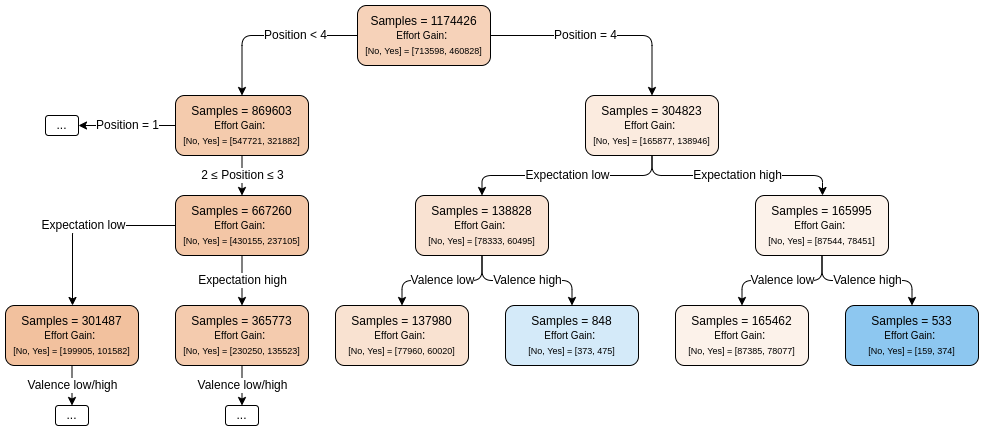 Samples = 1174426
Effort Gain:
[No, Yes] = [713598, 460828]
Position < 4
Position = 4
Samples = 869603
Effort Gain:
[No, Yes] = [547721, 321882]
Samples = 304823
Effort Gain:
[No, Yes] = [165877, 138946]
...
Position = 1
2 ≤ Position ≤ 3
Expectation low
Expectation high
Samples = 667260
Effort Gain:
[No, Yes] = [430155, 237105]
Samples = 138828
Effort Gain:
[No, Yes] = [78333, 60495]
Samples = 165995
Effort Gain:
[No, Yes] = [87544, 78451]
Expectation low
Expectation high
Valence low
Valence high
Valence low
Valence high
Samples = 301487
Effort Gain:
[No, Yes] = [199905, 101582]
Samples = 365773
Effort Gain:
[No, Yes] = [230250, 135523]
Samples = 137980
Effort Gain:
[No, Yes] = [77960, 60020]
Samples = 848
Effort Gain:
[No, Yes] = [373, 475]
Samples = 165462
Effort Gain:
[No, Yes] = [87385, 78077]
Samples = 533
Effort Gain:
[No, Yes] = [159, 374]
Valence low/high
Valence low/high
...
...